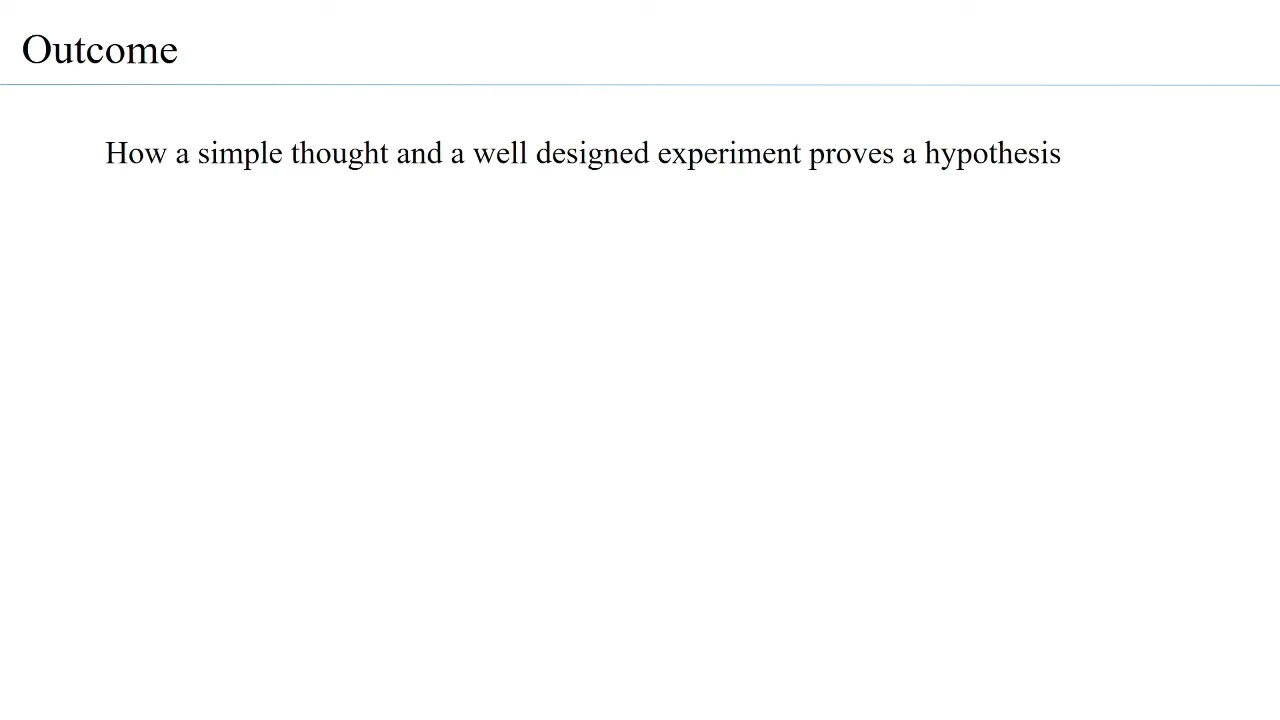 Outcome
How a simple thought and a well designed experiment proves a hypothesis